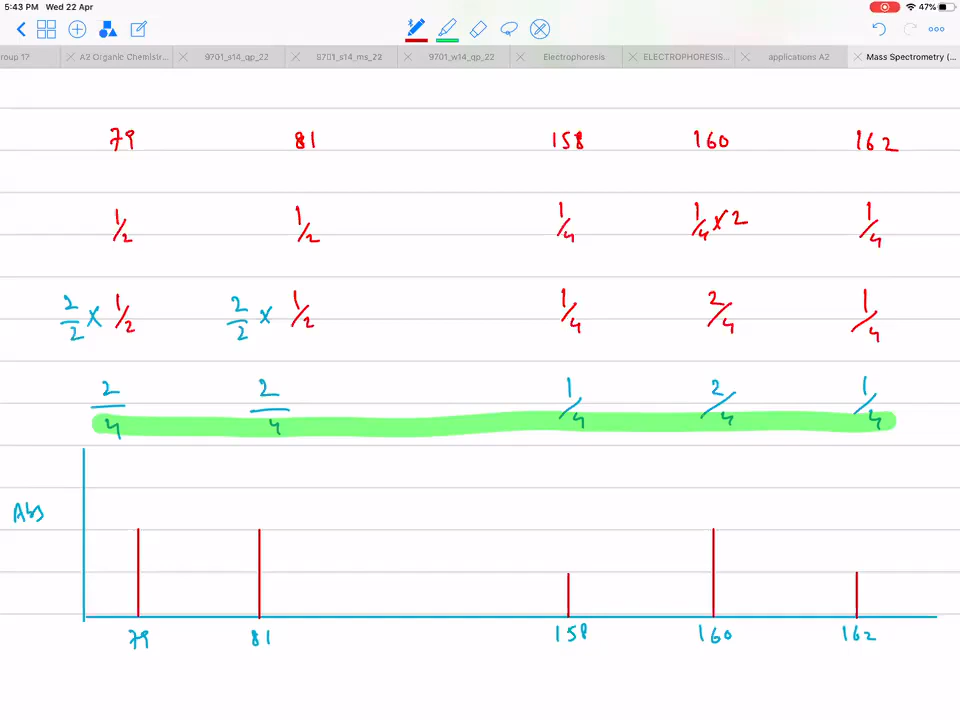 5:43 PM Wed 22 Apr 47%
roup 17 A2 Organic Chemistr... 9701_s14_qp_22 9701_s14_ms_22 9701_w14_qp_22 Electrophoresis ELECTROPHORESIS... applications A2 Mass Spectrometry (...
79 81 158 160 162
1/2 1/2 1/4 1/4 x 2 1/4
2/2 x 1/2 2/2 x 1/2 1/4 2/4 1/4
2/4 2/4 1/4 2/4 1/4
Abs
79 81 158 160 162